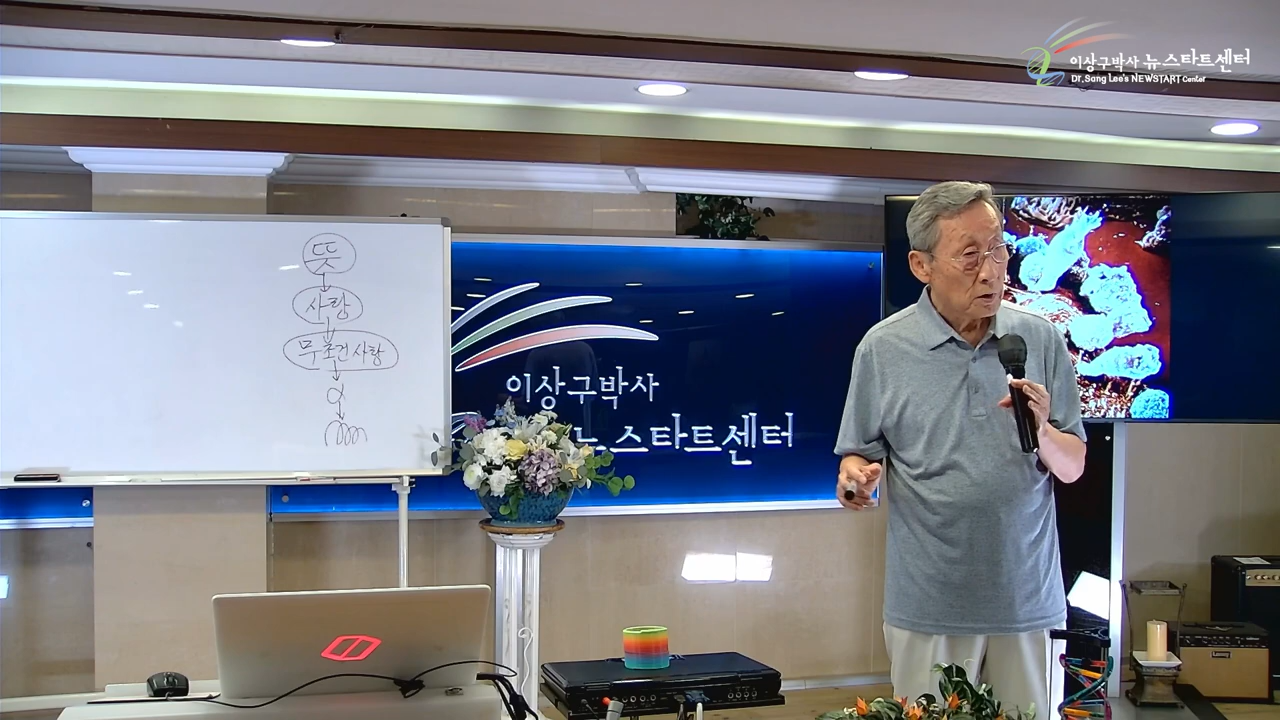 이상구박사 뉴스타트센터
Dr. Sang Lee's NEWSTART Center
뜻
사랑
무조건 사랑
α
이상구박사
뉴스타트센터
Laney